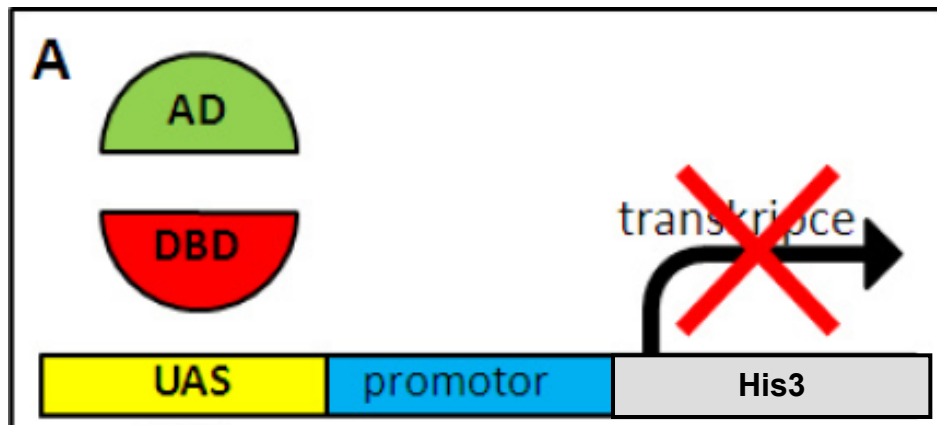 A
AD
DBD
transkripce
UAS
promotor
His3